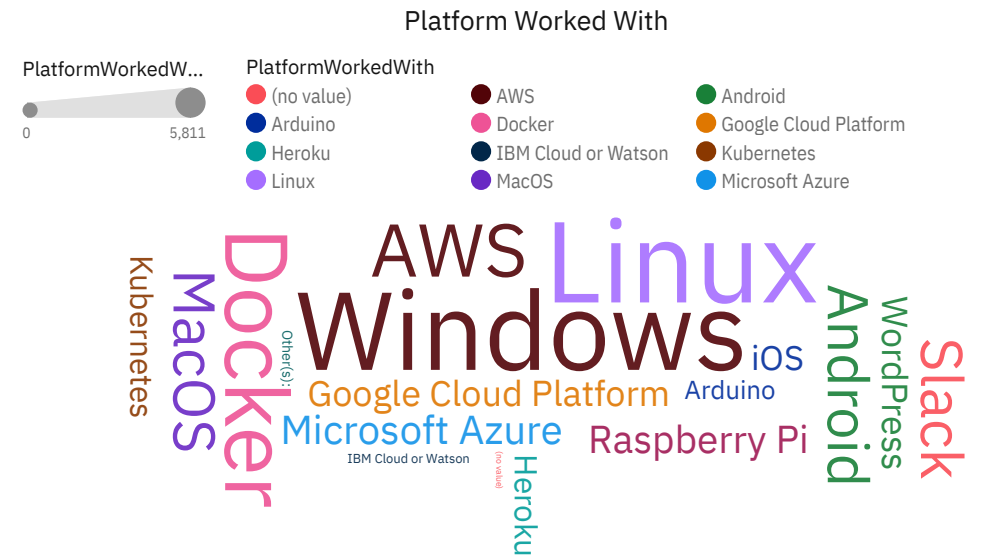 Platform Worked With
PlatformWorkedW...
0
5,811
PlatformWorkedWith
(no value)
AWS
Android
Arduino
Docker
Google Cloud Platform
Heroku
IBM Cloud or Watson
Kubernetes
Linux
MacOS
Microsoft Azure
Kubernetes
MacOS
Docker
Other(s):
AWS
Linux
Windows
iOS
Google Cloud Platform
Arduino
Microsoft Azure
Raspberry Pi
IBM Cloud or Watson
(no value)
Heroku
Android
WordPress
Slack